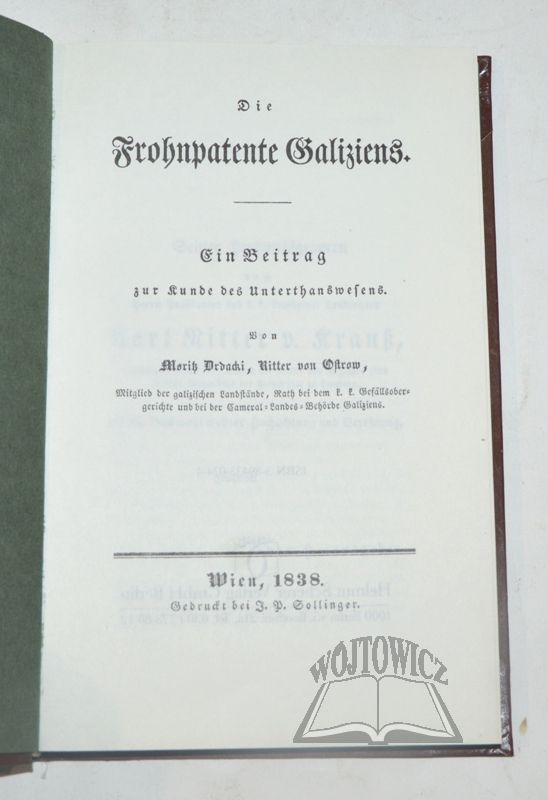 Die
Frohnpatente Galiziens.
Ein Beitrag
zur Kunde des Unterthanswesens.
Von
Moritz Drdacki, Ritter von Ostrow,
Mitglied der galizischen Landstände, Rath bei dem k. k. Gefällsober-
gerichte und bei der Cameral-Landes-Behörde Galiziens.
Wien, 1838.
Gedruckt bei J. P. Sollinger.
WÓJTOWICZ